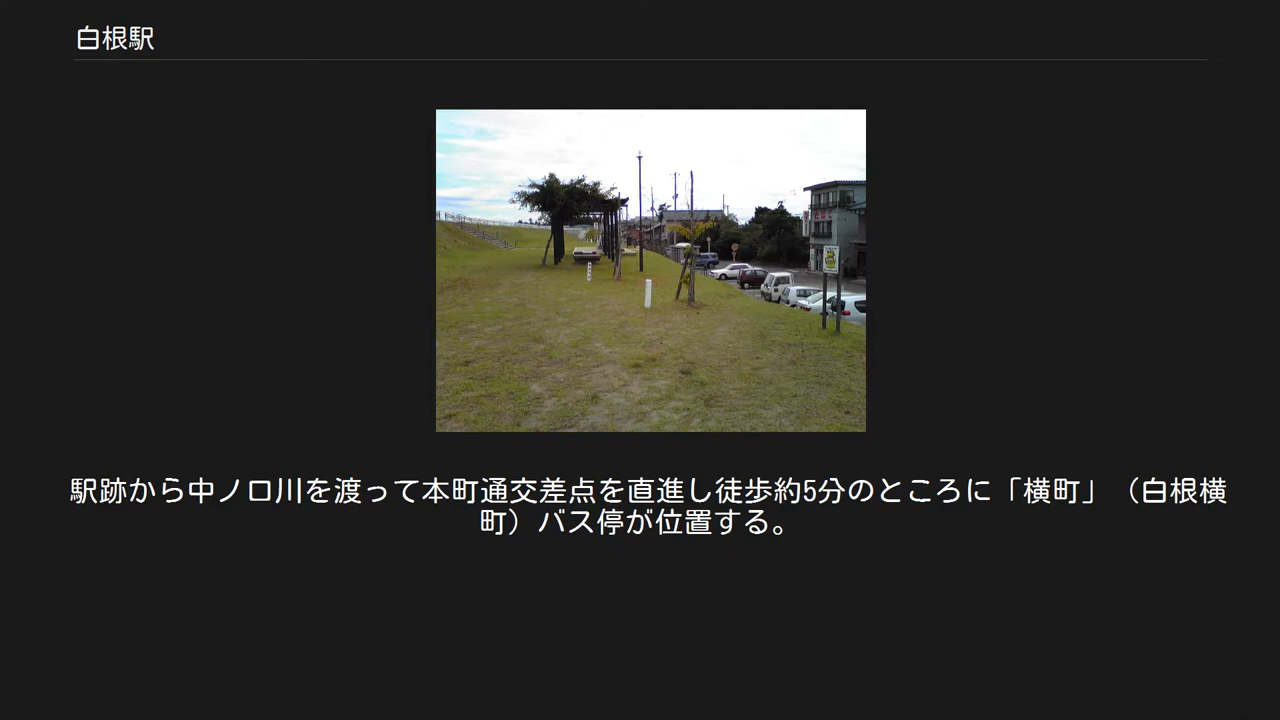 白根駅
駅跡から中ノ口川を渡って本町通交差点を直進し徒歩約5分のところに「横町」（白根横
町）バス停が位置する。